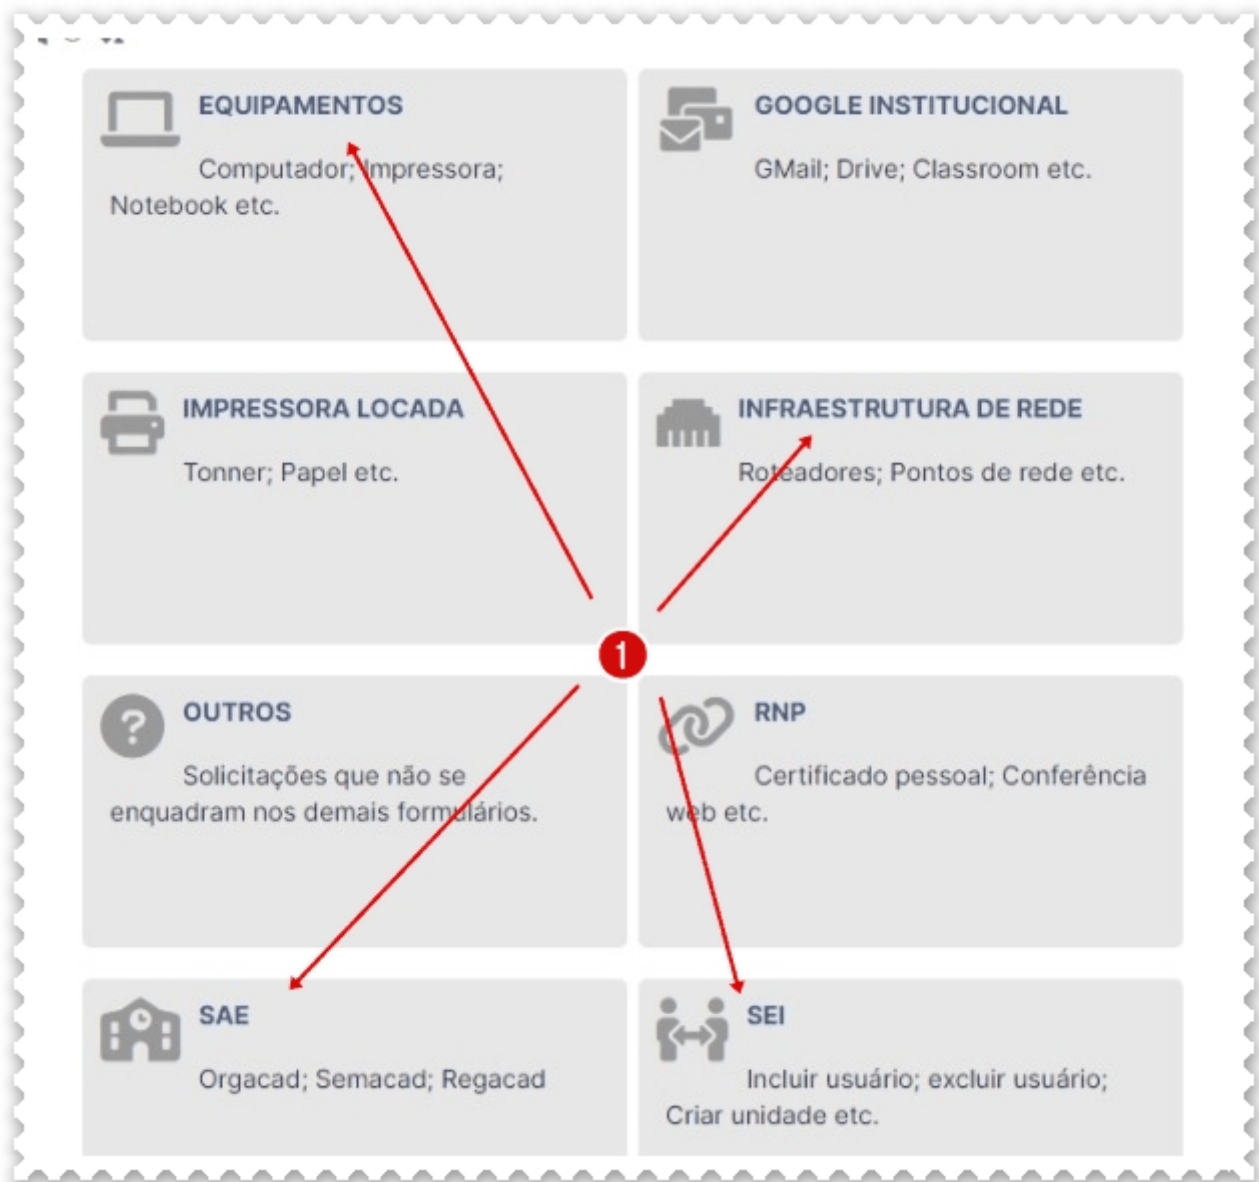 EQUIPAMENTOS
Computador; Impressora;
Notebook etc.
GOOGLE INSTITUCIONAL
GMail; Drive; Classroom etc.
IMPRESSORA LOCADA
Tonner; Papel etc.
INFRAESTRUTURA DE REDE
Roteadores; Pontos de rede etc.
1
OUTROS
Solicitações que não se
enquadram nos demais formulários.
RNP
Certificado pessoal; Conferência
web etc.
SAE
Orgacad; Semacad; Regacad
SEI
Incluir usuário; excluir usuário;
Criar unidade etc.